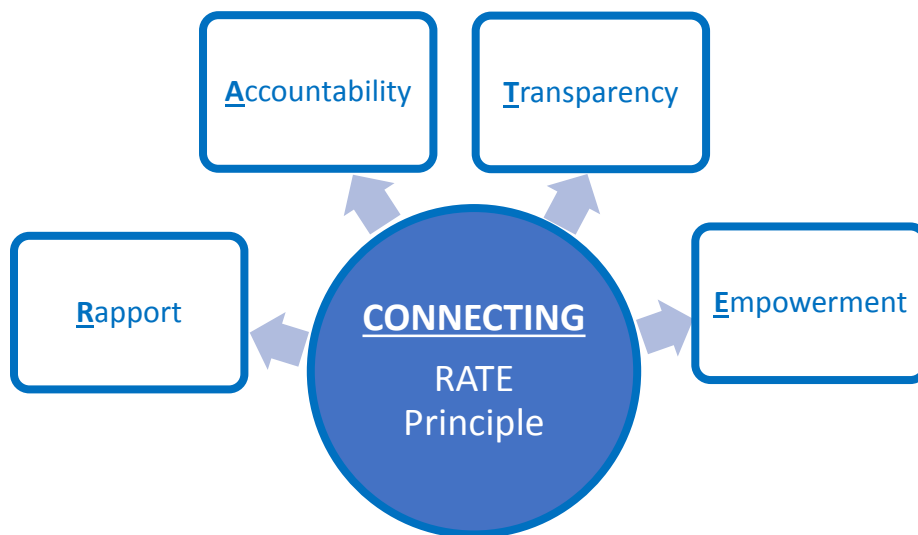 Accountability
Transparency
Rapport
CONNECTING
RATE
Principle
Empowerment